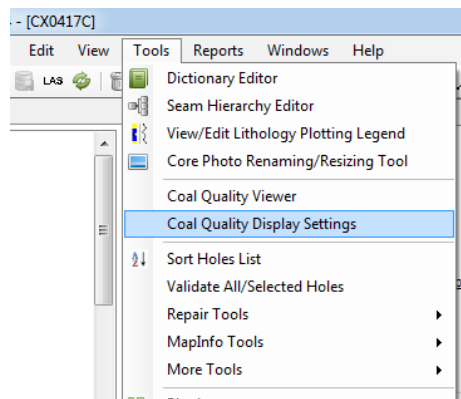 - [CX0417C]
Edit View Tools Reports Windows Help
LAS
Dictionary Editor
Seam Hierarchy Editor
View/Edit Lithology Plotting Legend
Core Photo Renaming/Resizing Tool
Coal Quality Viewer
Coal Quality Display Settings
Sort Holes List
Validate All/Selected Holes
Repair Tools
MapInfo Tools
More Tools